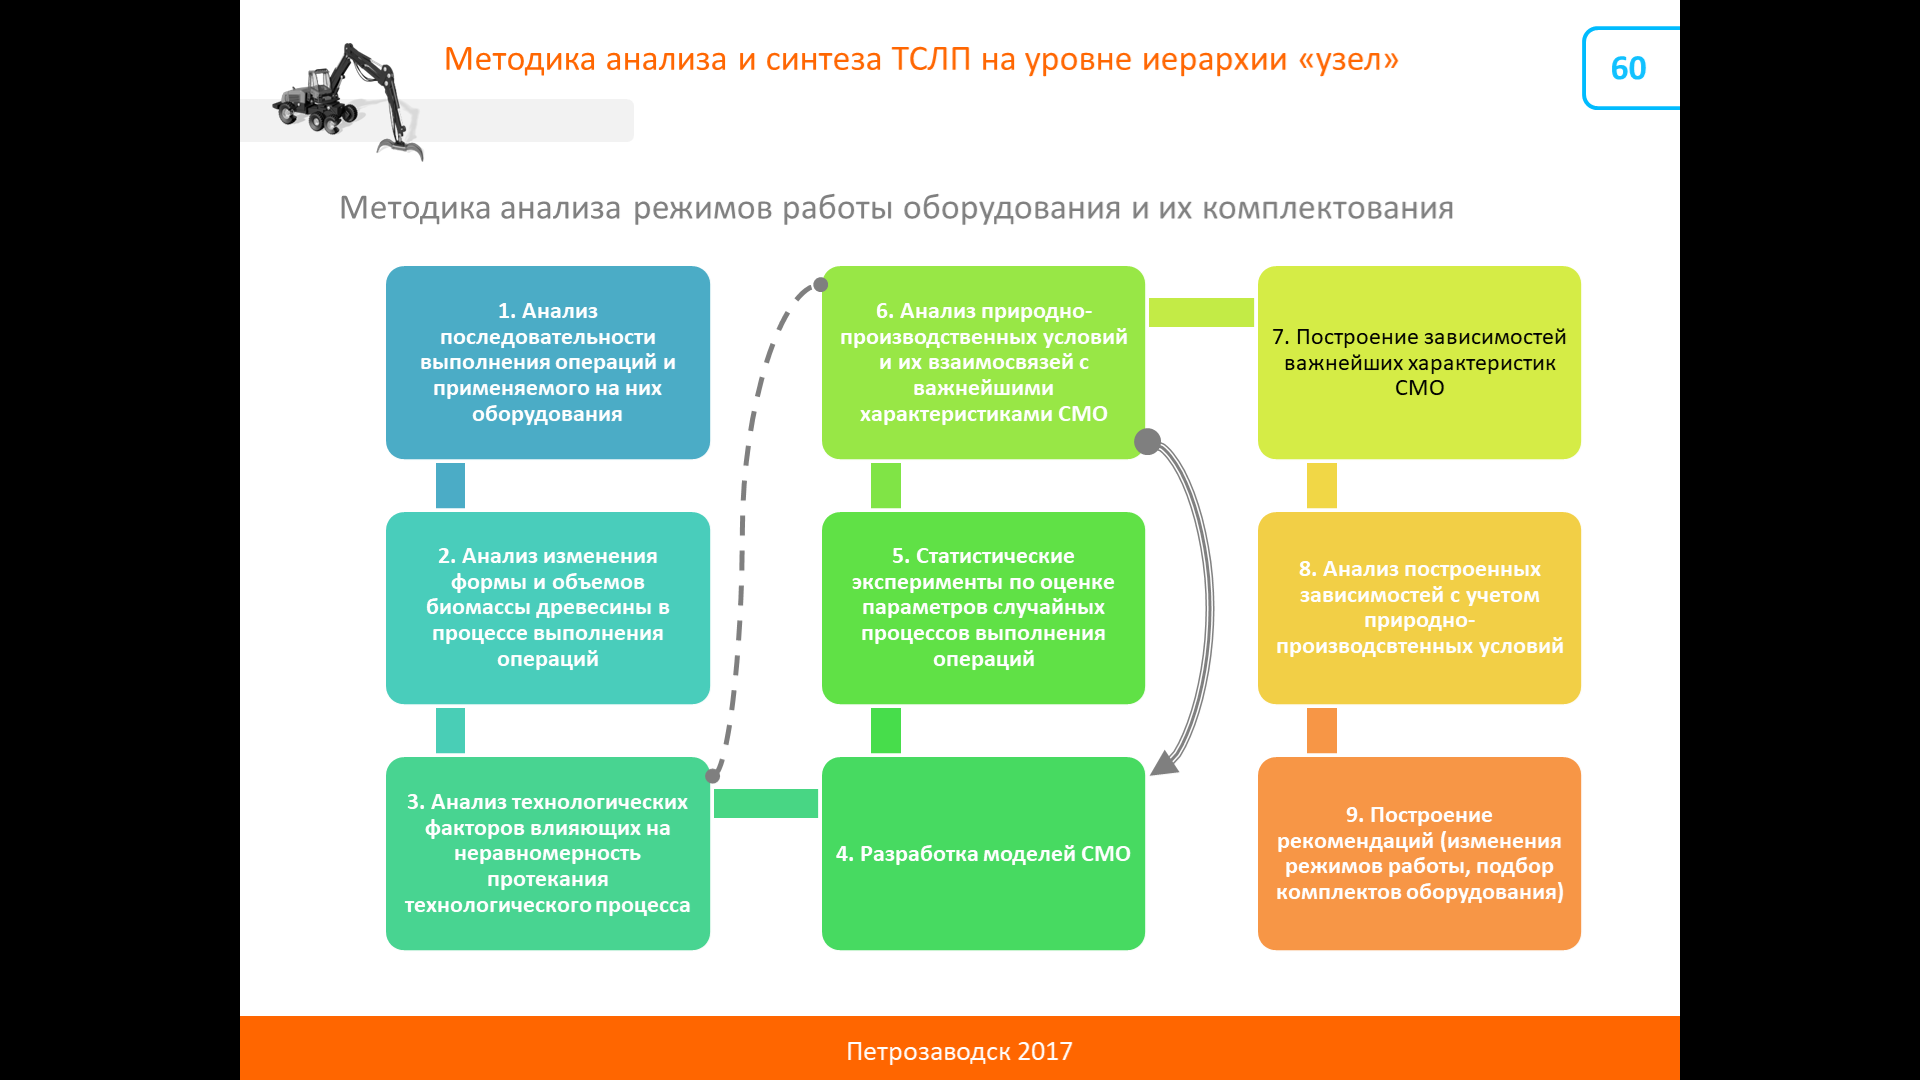 Методика анализа и синтеза ТСЛП на уровне иерархии «узел»
60
Методика анализа режимов работы оборудования и их комплектования
1. Анализ
последовательности
выполнения операций и
применяемого на них
оборудования
2. Анализ изменения
формы и объемов
биомассы древесины в
процессе выполнения
операций
3. Анализ технологических
факторов влияющих на
неравномерность
протекания
технологического процесса
4. Разработка моделей СМО
5. Статистические
эксперименты по оценке
параметров случайных
процессов выполнения
операций
6. Анализ природно-
производственных условий
и их взаимосвязей с
важнейшими
характеристиками СМО
7. Построение зависимостей
важнейших характеристик
СМО
8. Анализ построенных
зависимостей с учетом
природно-
производсвтенных условий
9. Построение
рекомендаций (изменения
режимов работы, подбор
комплектов оборудования)
Петрозаводск 2017